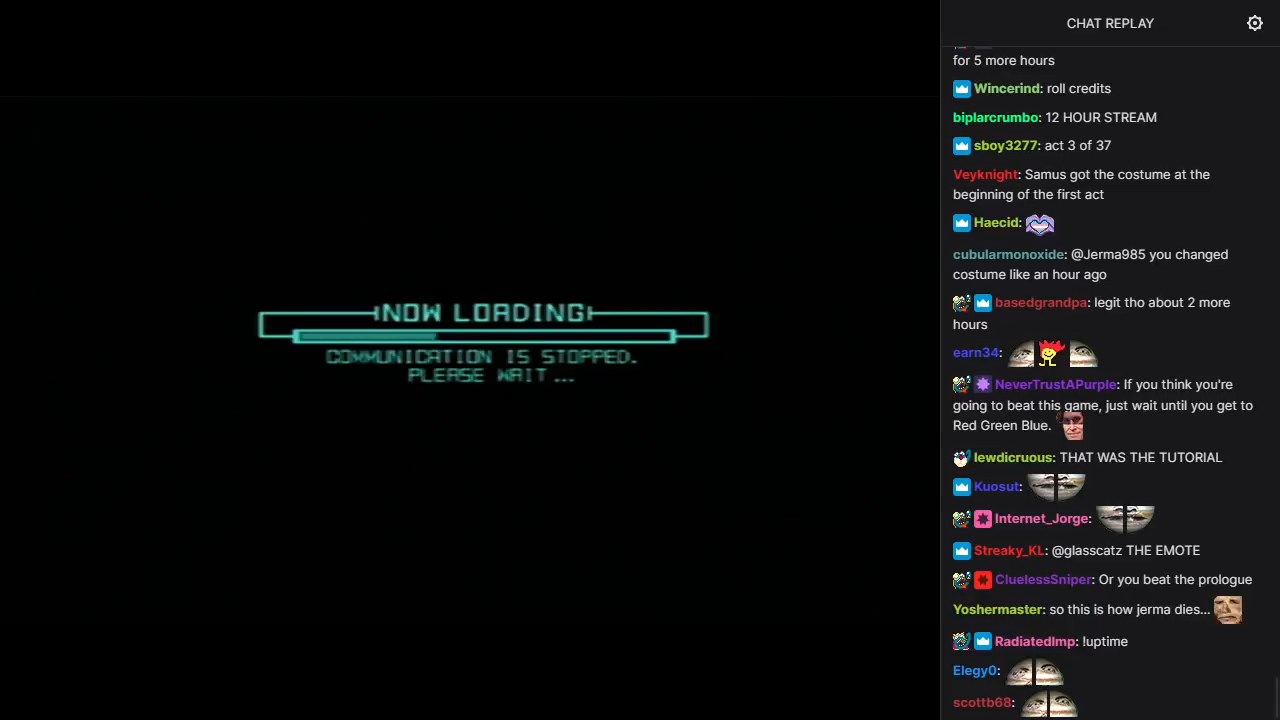 NOW LOADING
COMMUNICATION IS STOPPED.
PLEASE WAIT...
CHAT REPLAY
for 5 more hours
Wincerind: roll credits
biplarcrumbo: 12 HOUR STREAM
sboy3277: act 3 of 37
Veyknight: Samus got the costume at the
beginning of the first act
Haecid:
cubularmonoxide: @Jerma985 you changed
costume like an hour ago
basedgrandpa: legit tho about 2 more
hours
earn34:
NeverTrustAPurple: If you think you're
going to beat this game, just wait until you get to
Red Green Blue.
lewdicruous: THAT WAS THE TUTORIAL
Kuosut:
Internet_Jorge:
Streaky_KL: @glasscatz THE EMOTE
CluelessSniper: Or you beat the prologue
Yoshermaster: so this is how jerma dies...
RadiatedImp: !uptime
Elegy0:
scottb68: